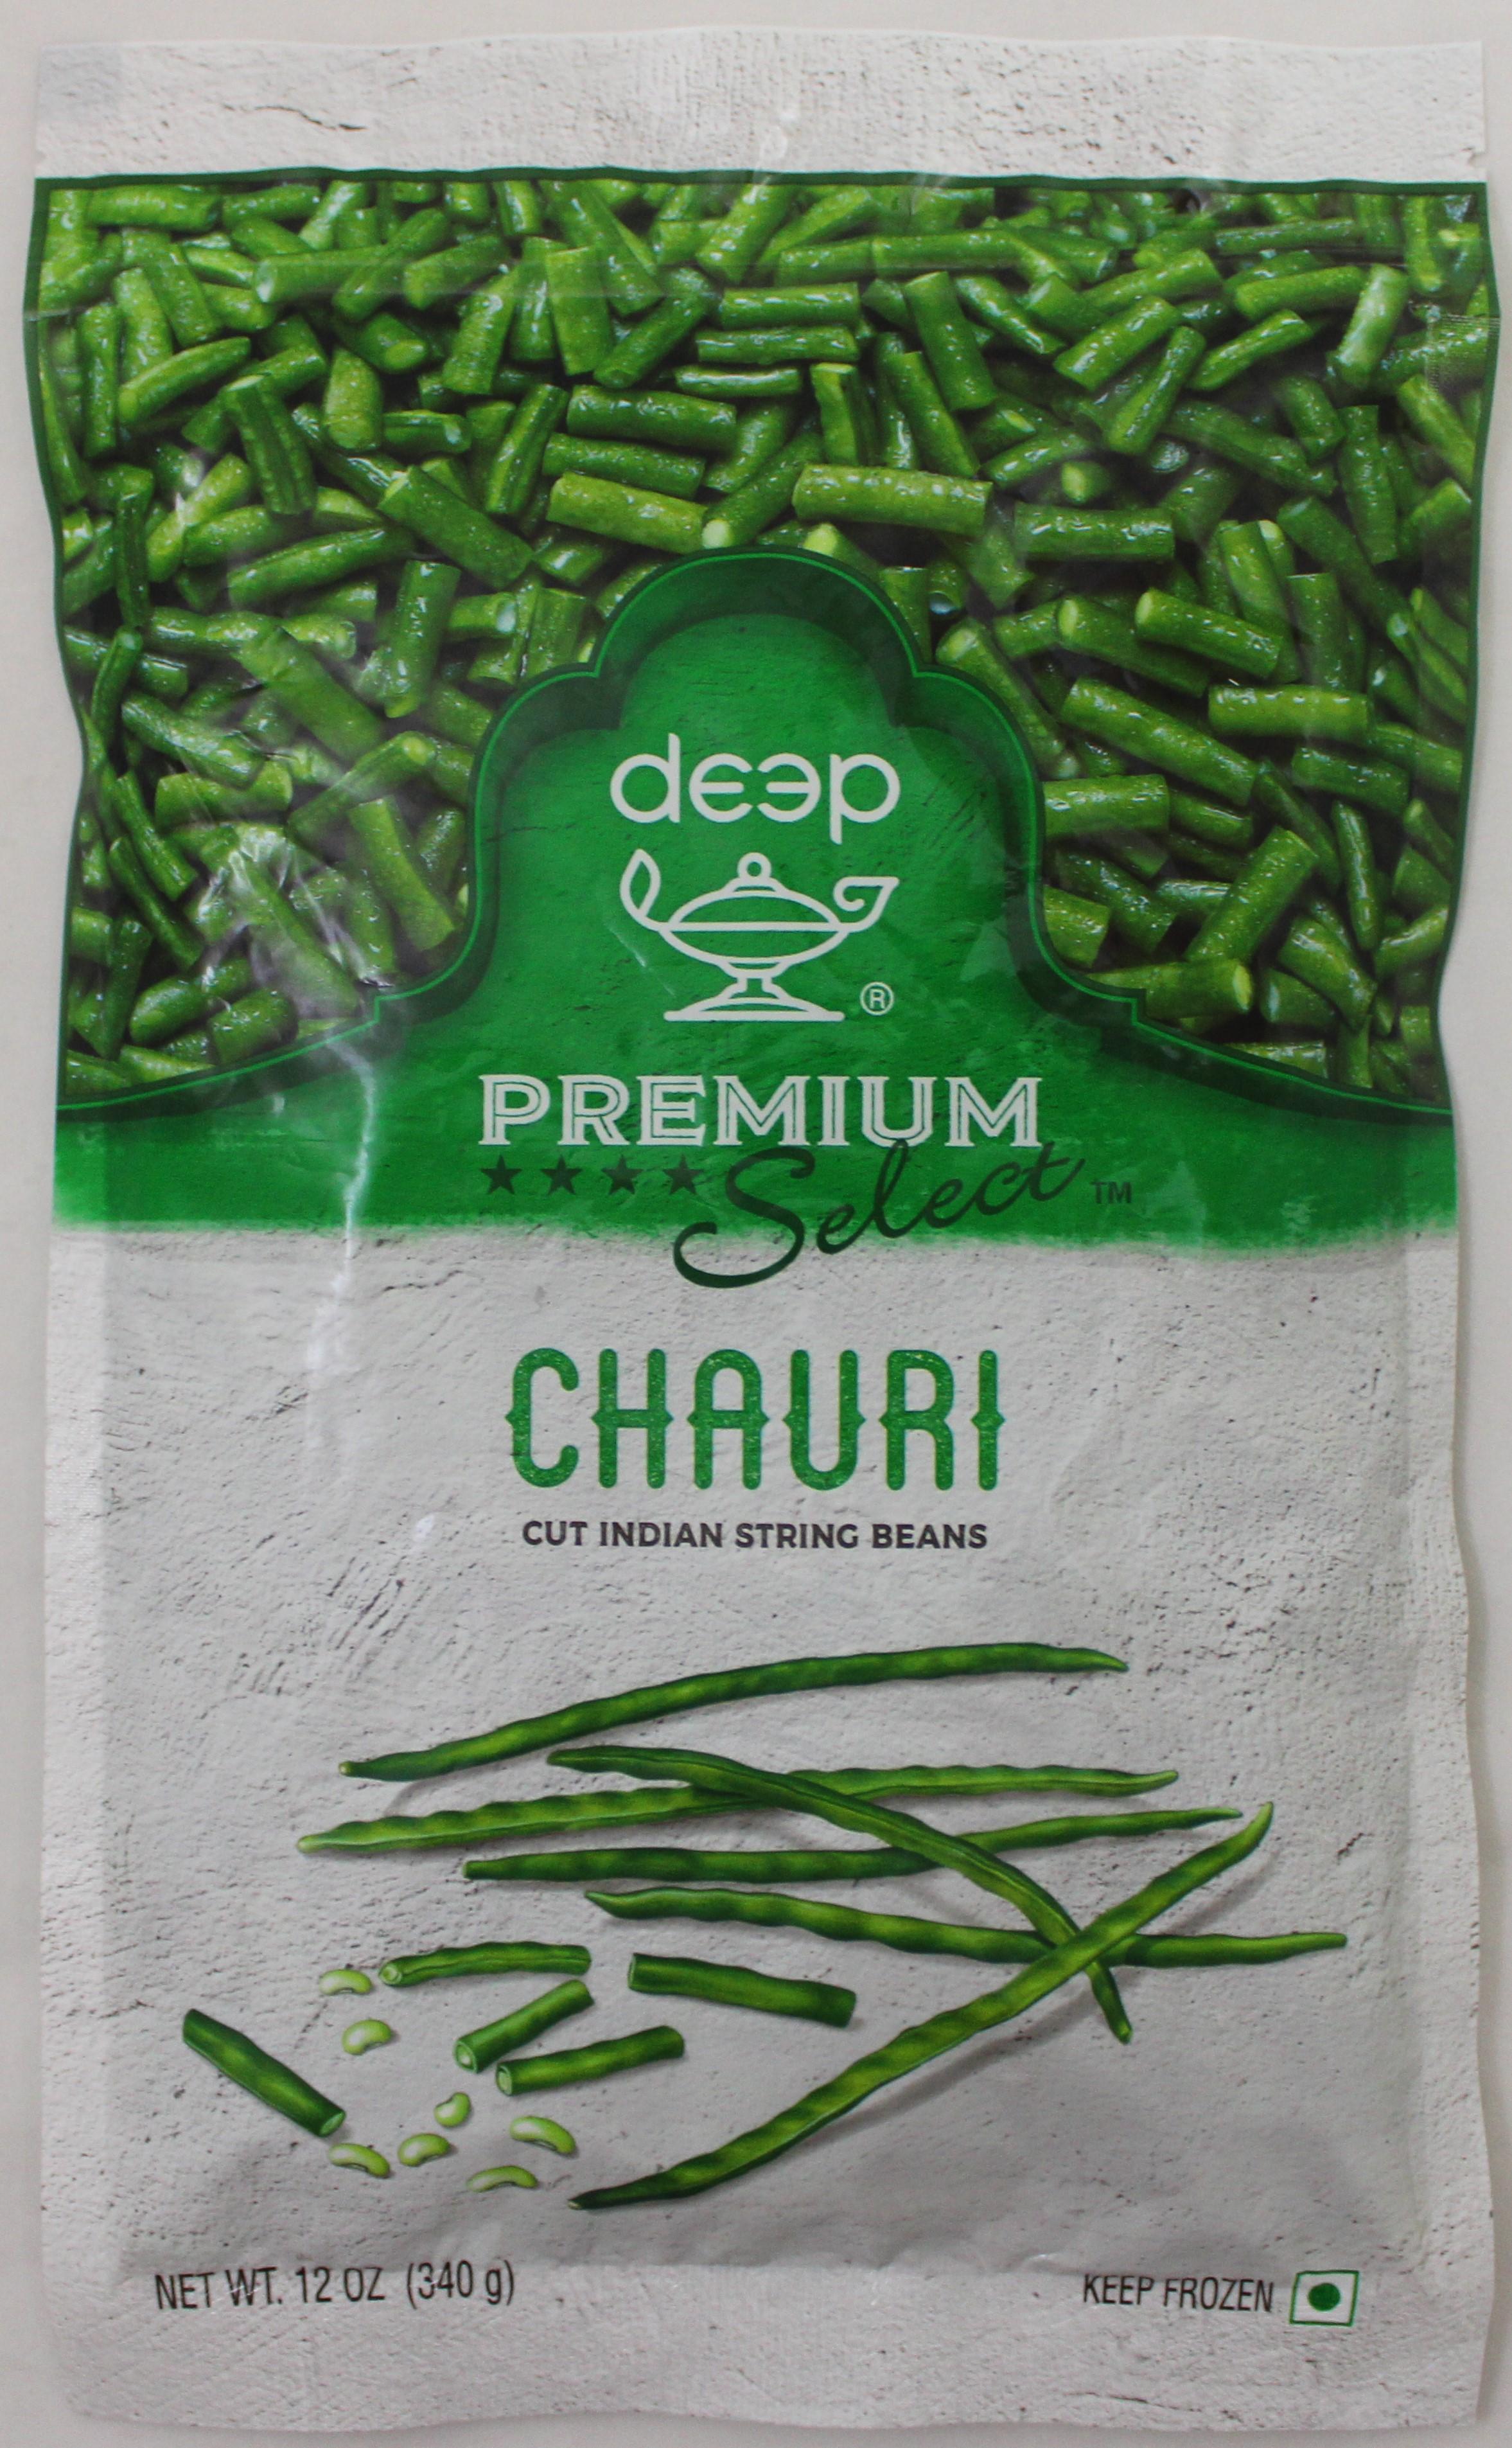 deep
®
PREMIUM
Select ™
CHAURI
CUT INDIAN STRING BEANS
NET WT. 12 OZ (340 g)
KEEP FROZEN